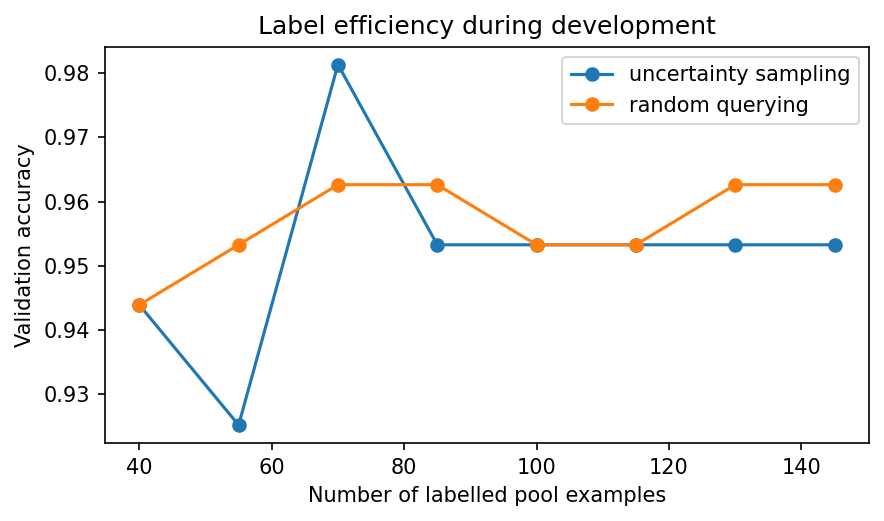 Label efficiency during development
uncertainty sampling
random querying
Validation accuracy
0.98
0.97
0.96
0.95
0.94
0.93
40 60 80 100 120 140
Number of labelled pool examples